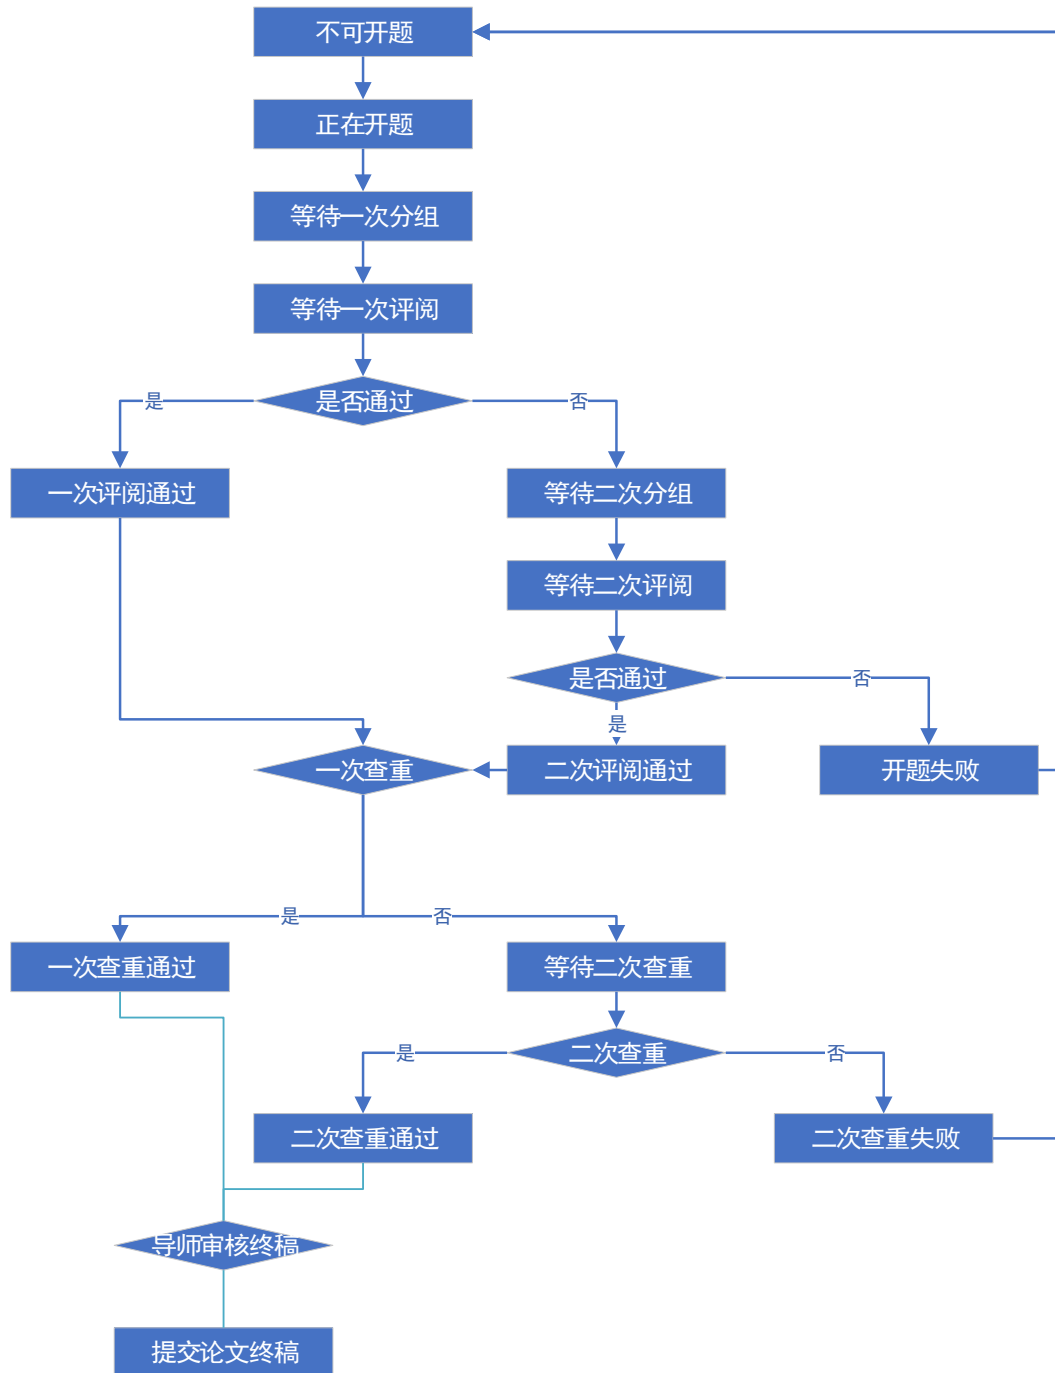 不可开题
正在开题
等待一次分组
等待一次评阅
是否通过
是
否
一次评阅通过
等待二次分组
等待二次评阅
是否通过
否
是
一次查重
二次评阅通过
开题失败
是
否
一次查重通过
等待二次查重
二次查重
是
否
二次查重通过
二次查重失败
导师审核终稿
提交论文终稿